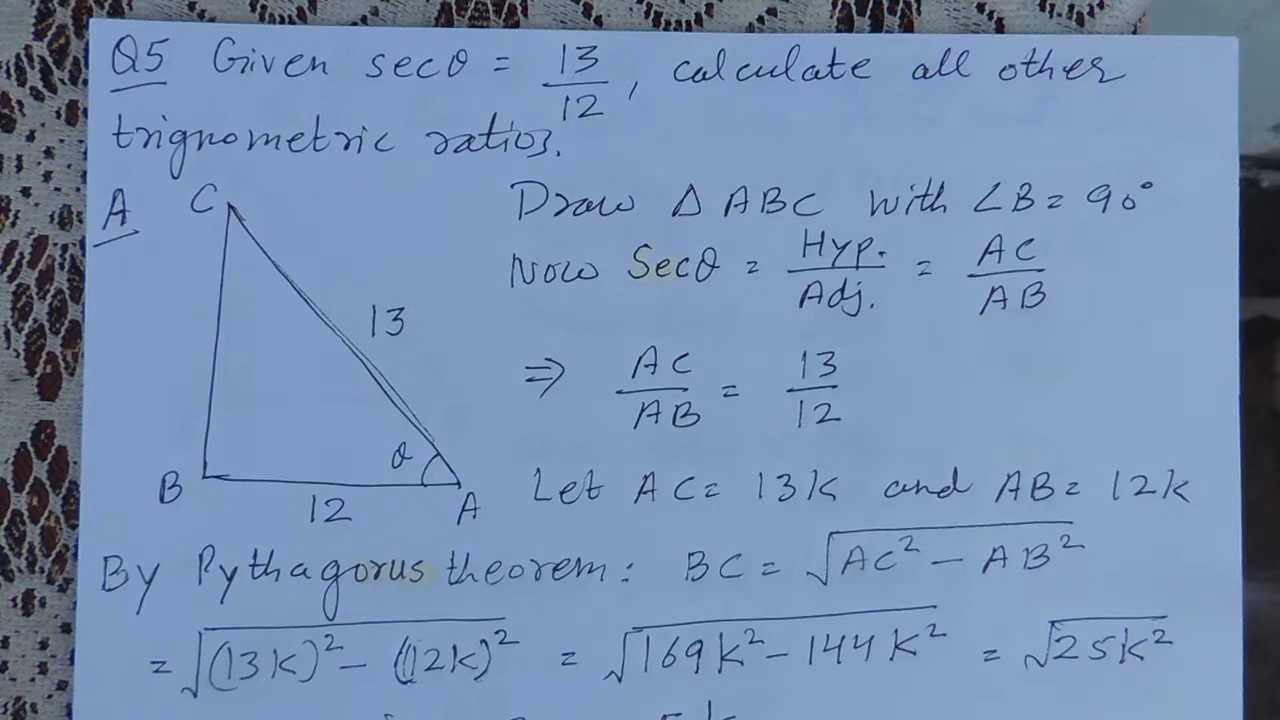 Q5 Given secθ = 13/12, calculate all other
trignometric ratios.
A
C
Draw △ ABC with ∠B = 90°
Now Secθ = Hyp./Adj. = AC/AB
13
⇒ AC/AB = 13/12
θ
B
12
A
Let AC = 13k and AB = 12k
By Pythagorus theorem: BC = √(AC² - AB²)
= √((13k)² - (12k)²) = √(169k² - 144k²) = √(25k²)
5k